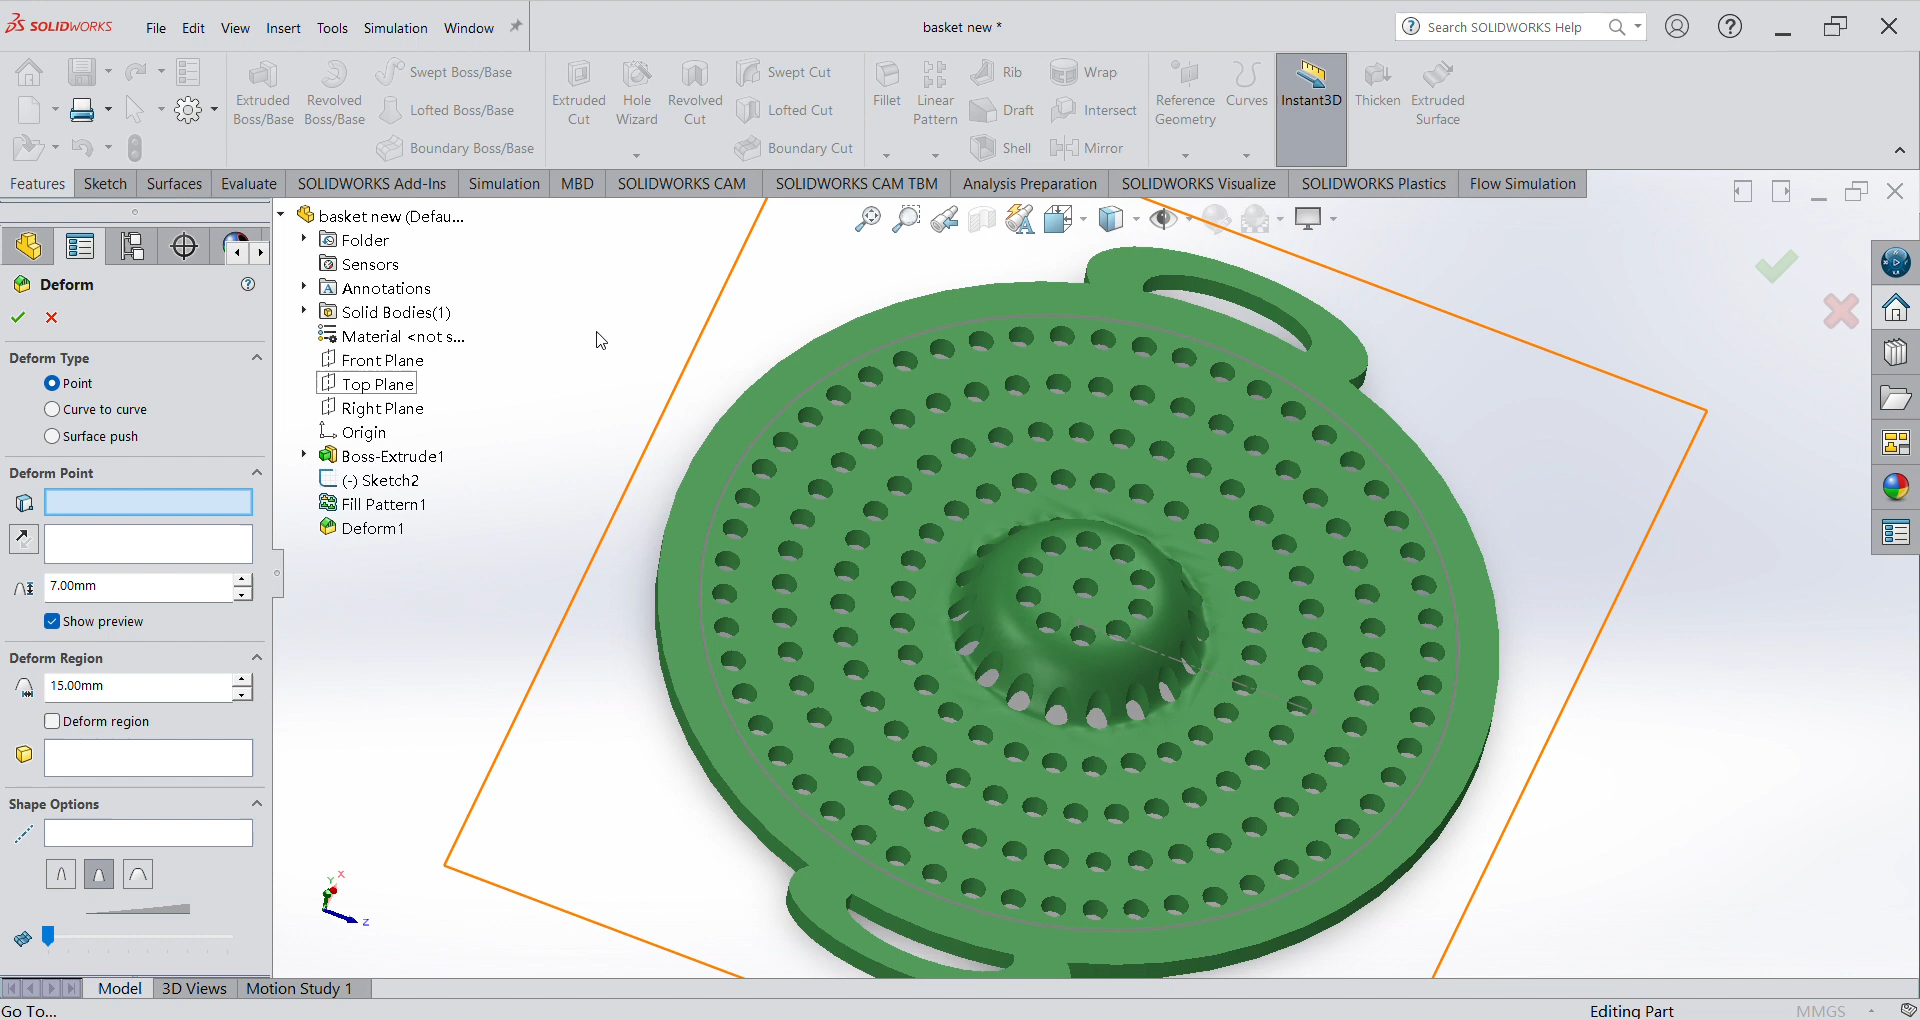 SOLIDWORKS
File Edit View Insert Tools Simulation Window
basket new *
Search SOLIDWORKS Help
Extruded Boss/Base
Revolved Boss/Base
Swept Boss/Base
Lofted Boss/Base
Boundary Boss/Base
Extruded Cut
Hole Wizard
Revolved Cut
Swept Cut
Lofted Cut
Boundary Cut
Fillet
Linear Pattern
Rib
Draft
Shell
Wrap
Intersect
Mirror
Reference Geometry
Curves
Instant3D
Thicken
Extruded Surface
Features Sketch Surfaces Evaluate SOLIDWORKS Add-Ins Simulation MBD SOLIDWORKS CAM SOLIDWORKS CAM TBM Analysis Preparation SOLIDWORKS Visualize SOLIDWORKS Plastics Flow Simulation
Deform
Deform Type
Point
Curve to curve
Surface push
Deform Point
7.00mm
Show preview
Deform Region
15.00mm
Deform region
Shape Options
basket new (Defau...
Folder
Sensors
Annotations
Solid Bodies(1)
Material <not s...
Front Plane
Top Plane
Right Plane
Origin
Boss-Extrude1
(-) Sketch2
Fill Pattern1
Deform1
Y X
Z
Model 3D Views Motion Study 1
Go To... Editing Part MMGS